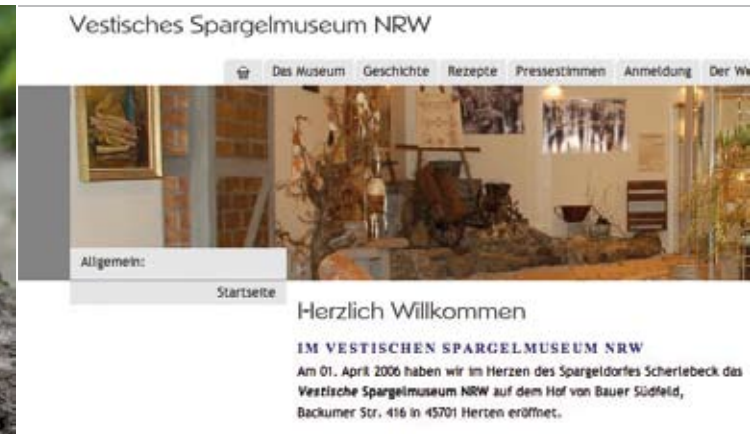 Vestisches Spargelmuseum NRW
Das Museum Geschichte Rezepte Pressestimmen Anmeldung Der We
Allgemein:
Startseite
Herzlich Willkommen
IM VESTISCHEN SPARGELMUSEUM NRW
Am 01. April 2006 haben wir im Herzen des Spargeldorfes Scherlebeck das
Vestische Spargelmuseum NRW auf dem Hof von Bauer Südfeld,
Backumer Str. 416 in 45701 Herten eröffnet.